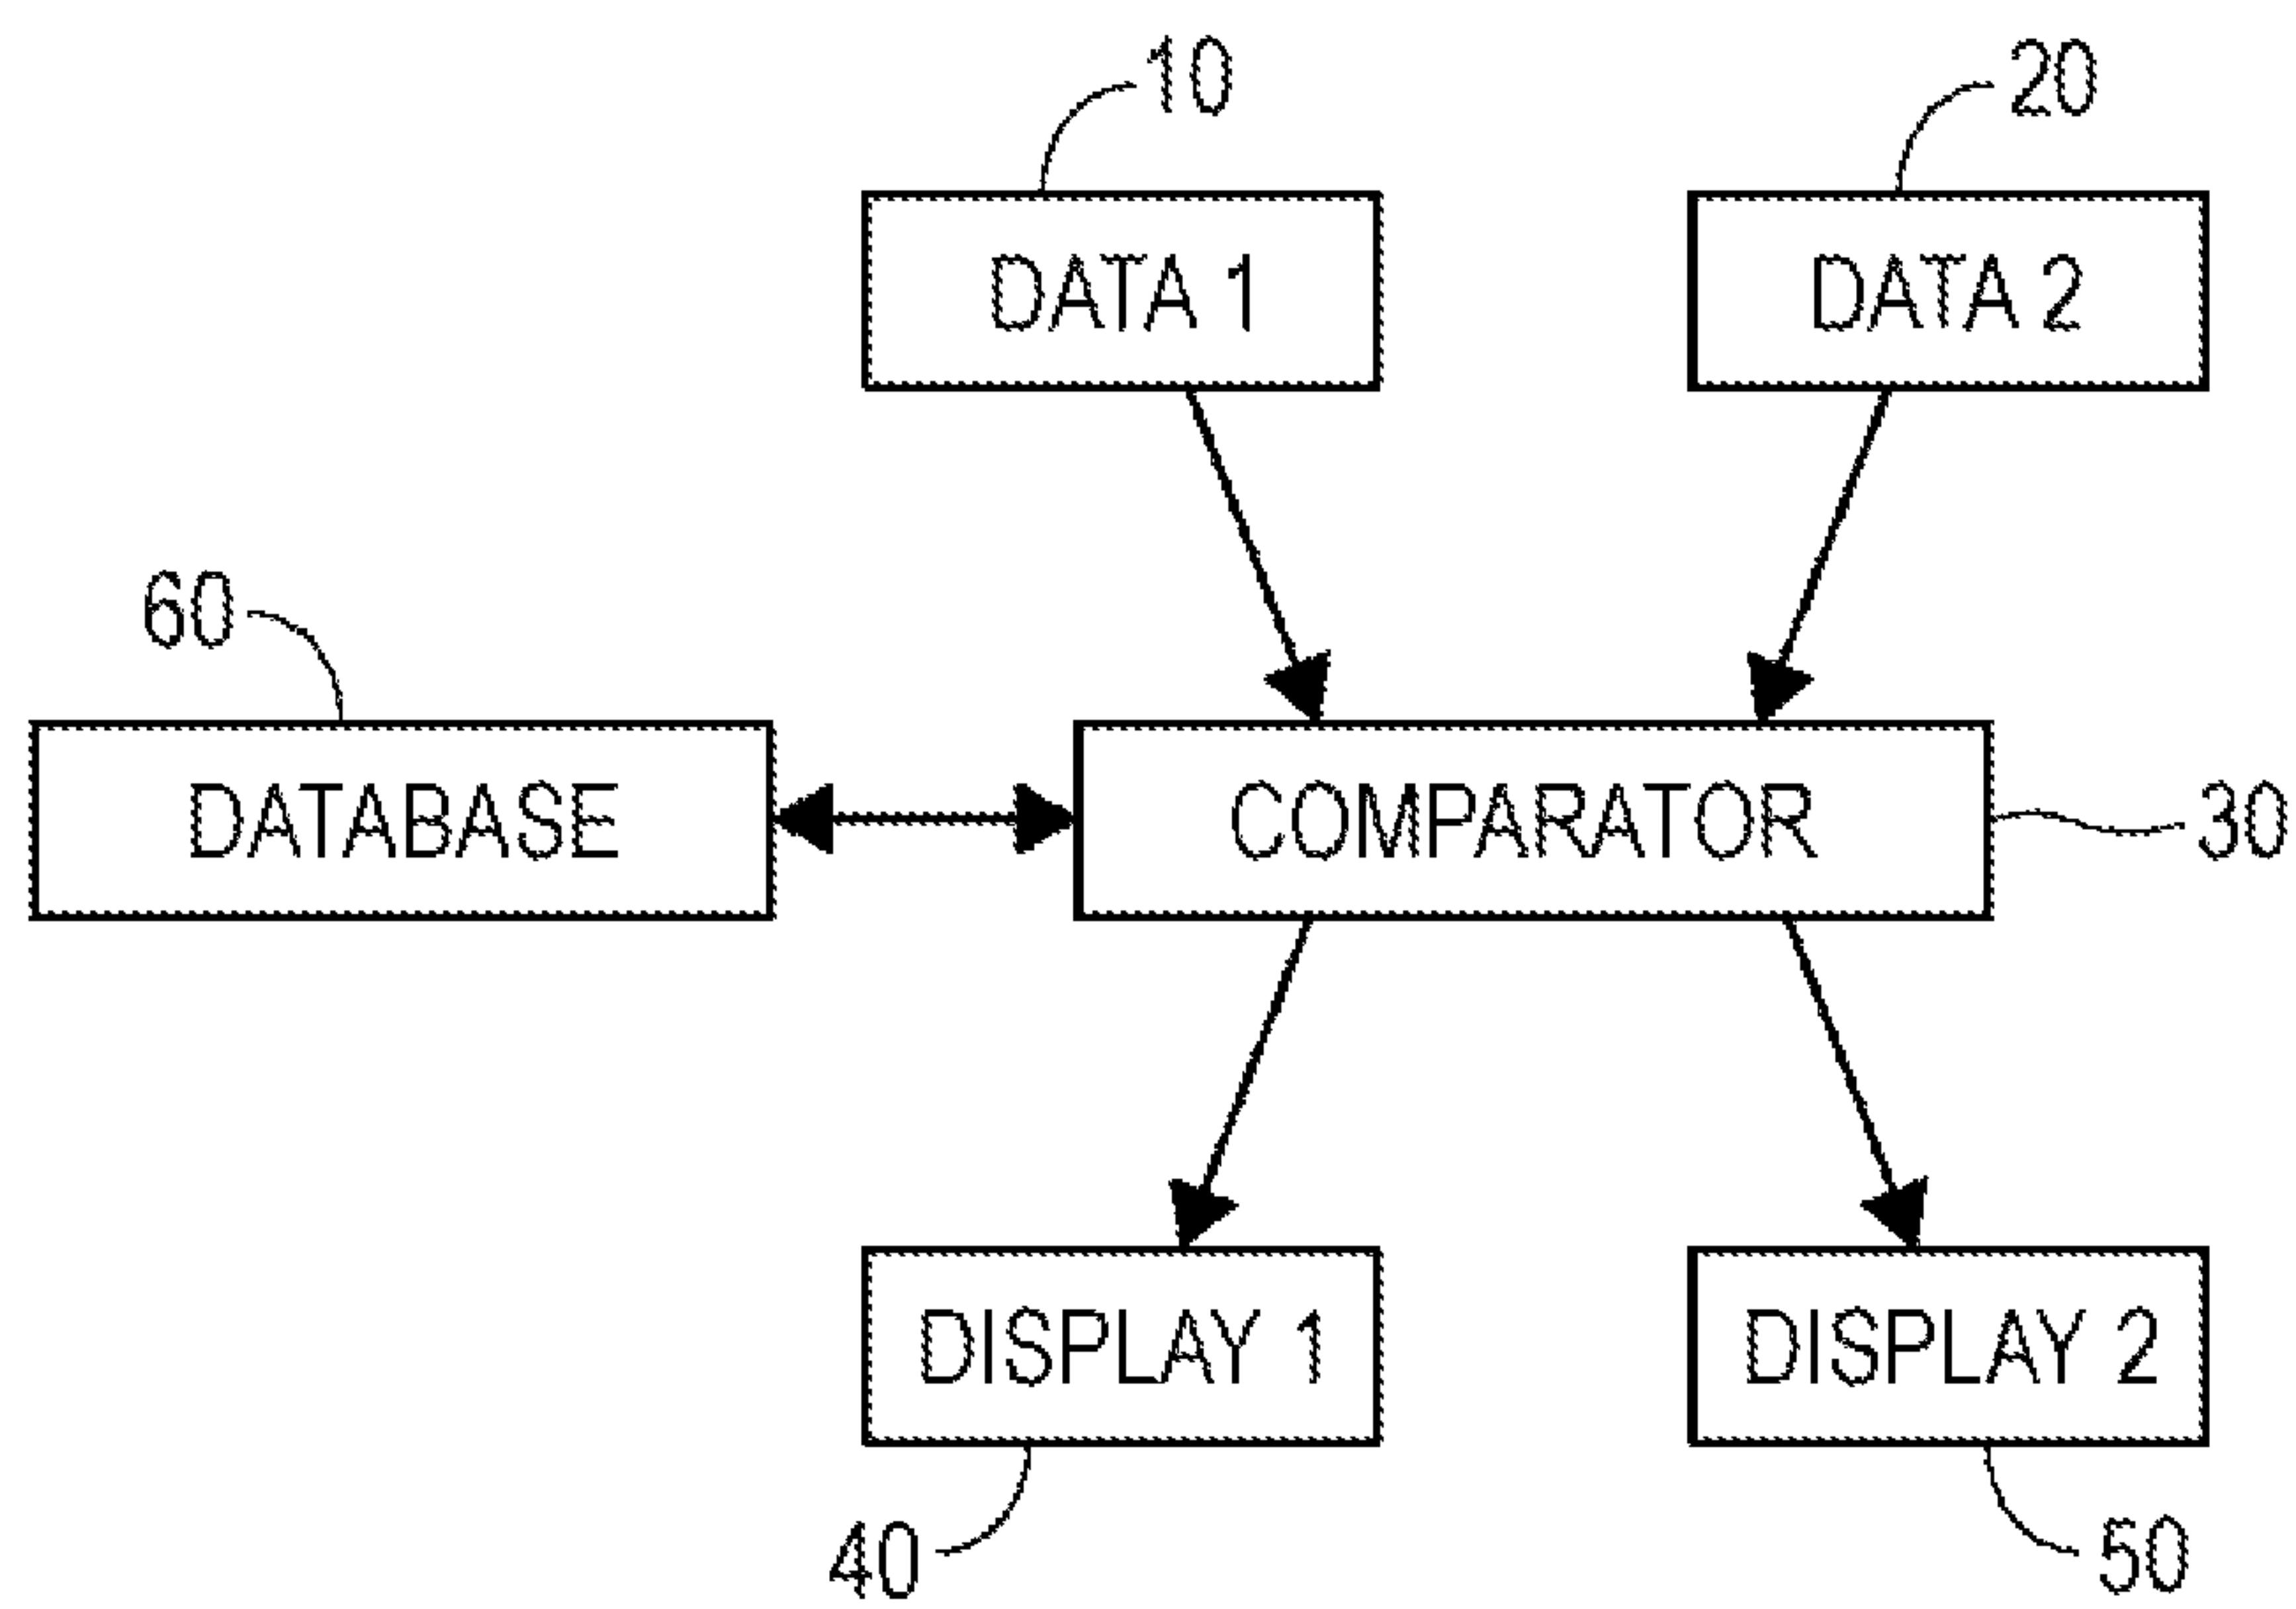 10
20
DATA 1
DATA 2
60
DATABASE
COMPARATOR
30
DISPLAY 1
DISPLAY 2
40
50